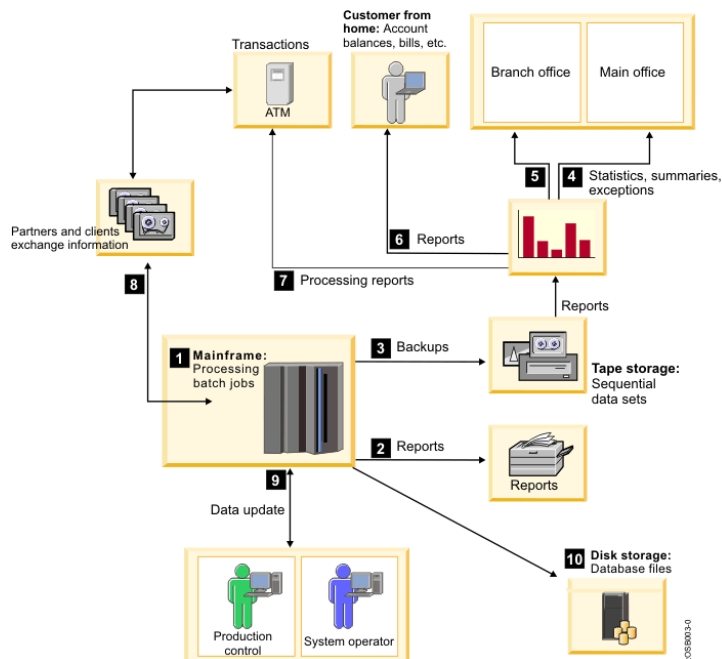 Transactions
ATM
Customer from
home: Account
balances, bills, etc.
Branch office
Main office
5
4
Statistics, summaries,
exceptions
Partners and clients
exchange information
8
6 Reports
7 Processing reports
Reports
1 Mainframe:
Processing
batch jobs
3 Backups
Tape storage:
Sequential
data sets
2 Reports
Reports
9
Data update
10 Disk storage:
Database files
Production
control
System operator